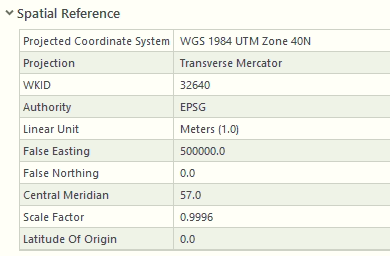 Spatial Reference
Projected Coordinate System WGS 1984 UTM Zone 40N
Projection Transverse Mercator
WKID 32640
Authority EPSG
Linear Unit Meters (1.0)
False Easting 500000.0
False Northing 0.0
Central Meridian 57.0
Scale Factor 0.9996
Latitude Of Origin 0.0